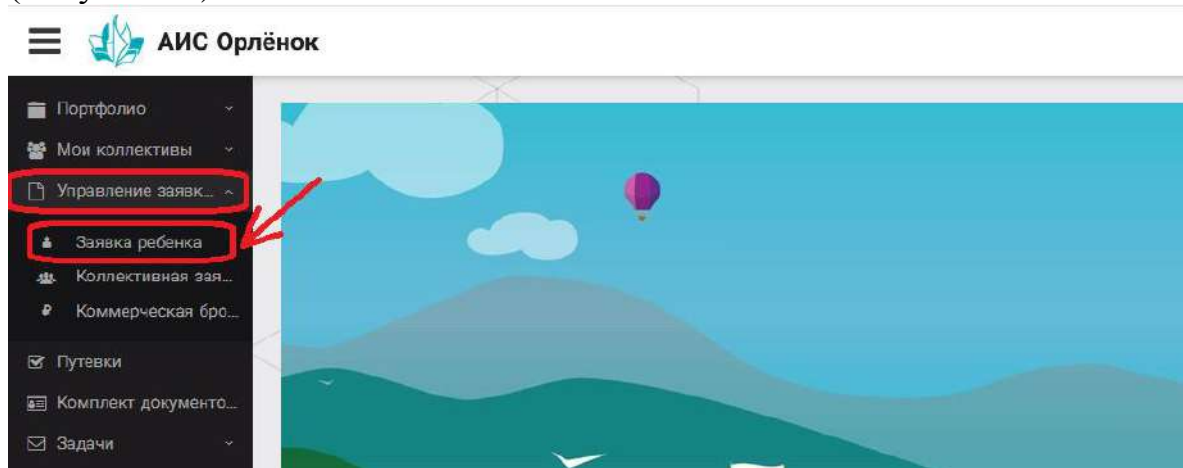 АИС Орлёнок
Портфолио
Мои коллективы
Управление заявк...
Заявка ребенка
Коллективная зая...
Коммерческая бро...
Путевки
Комплект документо...
Задачи